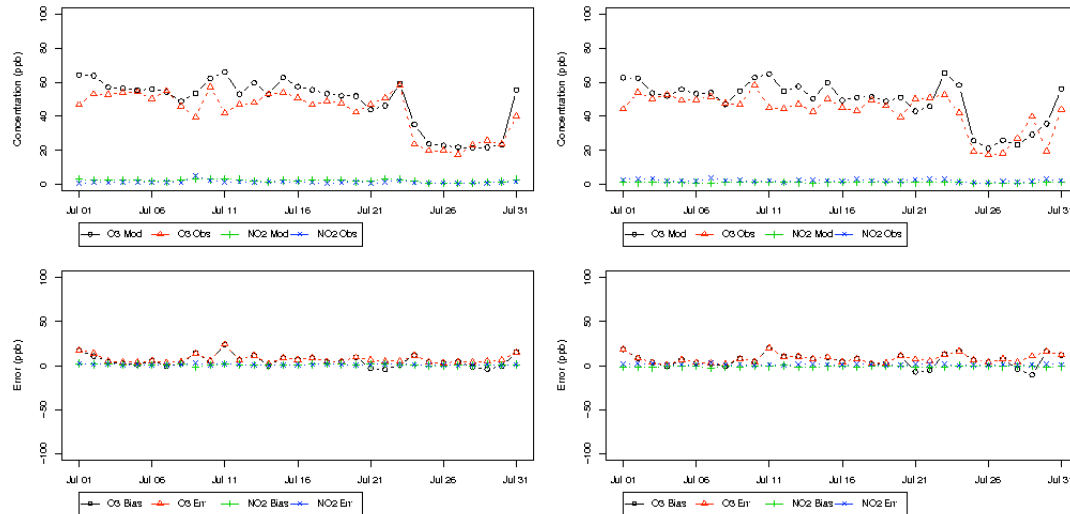 Concentration (ppb)
100
80
60
40
20
0
Jul 01
Jul 06
Jul 11
Jul 16
Jul 21
Jul 26
Jul 31
O3 Mod
O3 Obs
NO2 Mod
NO2 Obs
Concentration (ppb)
100
80
60
40
20
0
Jul 01
Jul 06
Jul 11
Jul 16
Jul 21
Jul 26
Jul 31
O3 Mod
O3 Obs
NO2 Mod
NO2 Obs
Error (ppb)
100
50
0
-50
-100
Jul 01
Jul 06
Jul 11
Jul 16
Jul 21
Jul 26
Jul 31
O3 Bias
O3 Err
NO2 Bias
NO2 Err
Error (ppb)
100
50
0
-50
-100
Jul 01
Jul 06
Jul 11
Jul 16
Jul 21
Jul 26
Jul 31
O3 Bias
O3 Err
NO2 Bias
NO2 Err